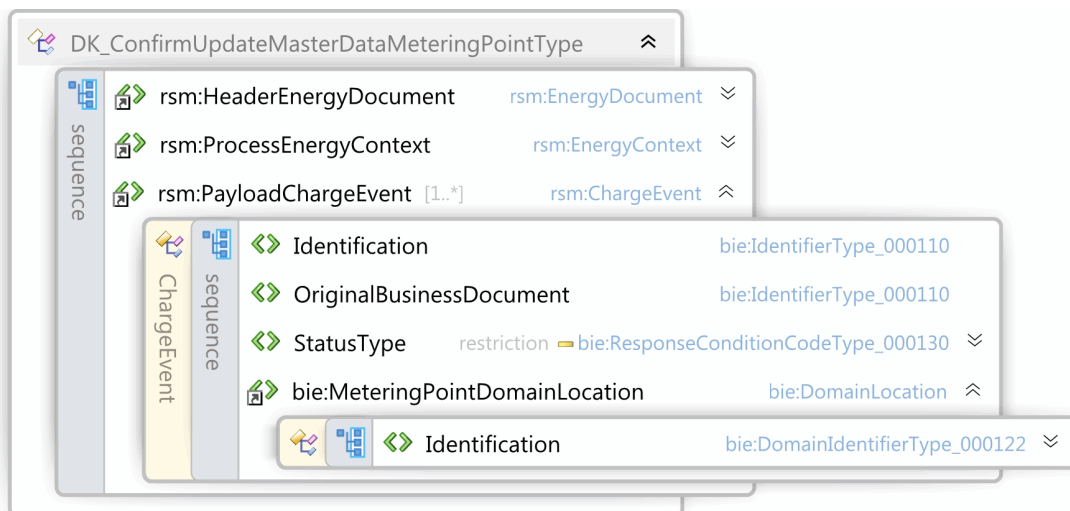 DK_ConfirmUpdateMasterDataMeteringPointType
sequence
rsm:HeaderEnergyDocument rsm:EnergyDocument
rsm:ProcessEnergyContext rsm:EnergyContext
rsm:PayloadChargeEvent [1..*] rsm:ChargeEvent
ChargeEvent
sequence
Identification bie:IdentifierType_000110
OriginalBusinessDocument bie:IdentifierType_000110
StatusType restriction bie:ResponseConditionCodeType_000130
bie:MeteringPointDomainLocation bie:DomainLocation
Identification bie:DomainIdentifierType_000122